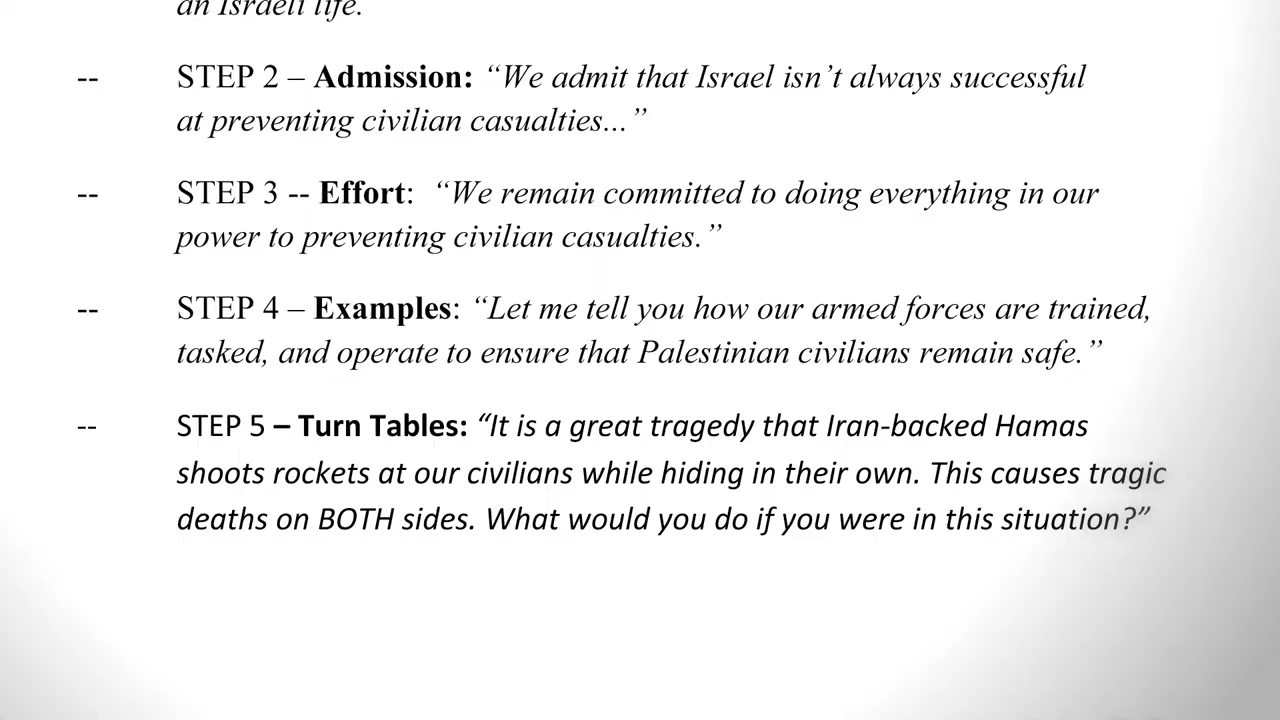 an Israeli life.
-- STEP 2 – Admission: “We admit that Israel isn’t always successful
at preventing civilian casualties...”
-- STEP 3 -- Effort: “We remain committed to doing everything in our
power to preventing civilian casualties.”
-- STEP 4 – Examples: “Let me tell you how our armed forces are trained,
tasked, and operate to ensure that Palestinian civilians remain safe.”
-- STEP 5 – Turn Tables: “It is a great tragedy that Iran-backed Hamas
shoots rockets at our civilians while hiding in their own. This causes tragic
deaths on BOTH sides. What would you do if you were in this situation?”